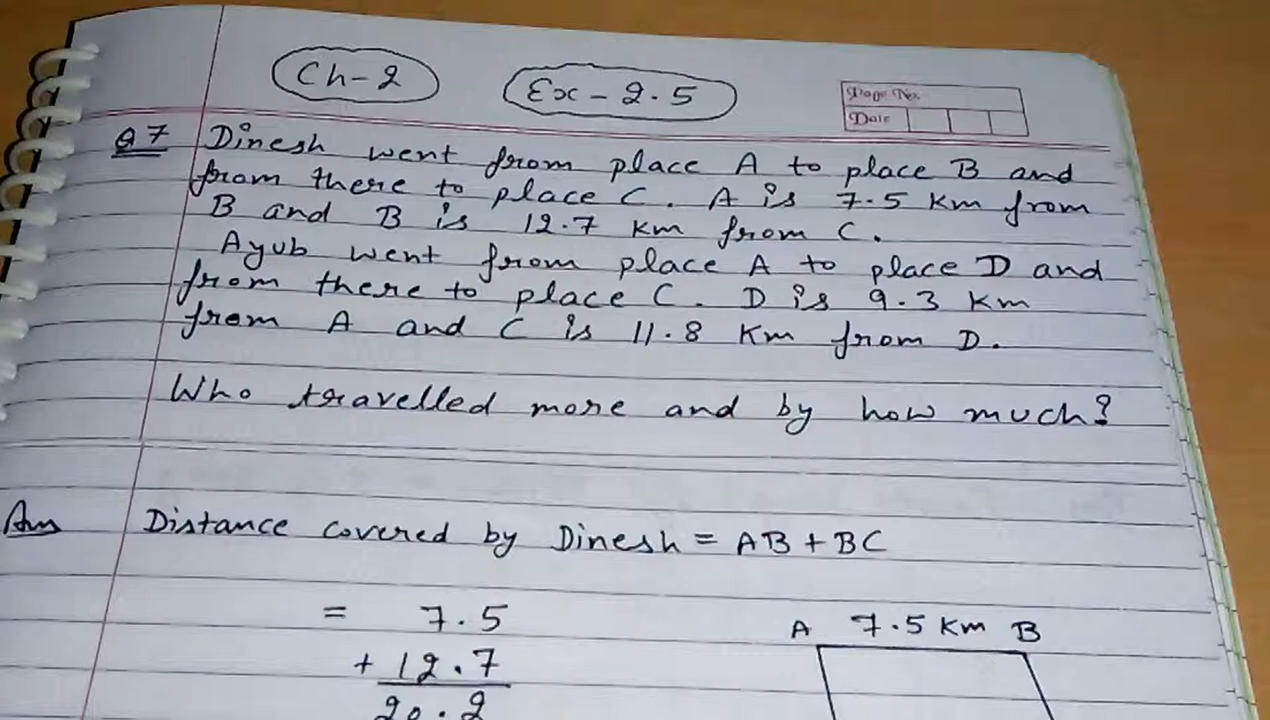 Ch-2 Ex-2.5
Page No.
Date
Q7 Dinesh went from place A to place B and
from there to place C. A is 7.5 Km from
B and B is 12.7 Km from C.
Ayub went from place A to place D and
from there to place C. D is 9.3 Km
from A and C is 11.8 Km from D.
Who travelled more and by how much?
Ans Distance covered by Dinesh = AB + BC
= 7.5
+ 12.7
20.2
A 7.5 Km B